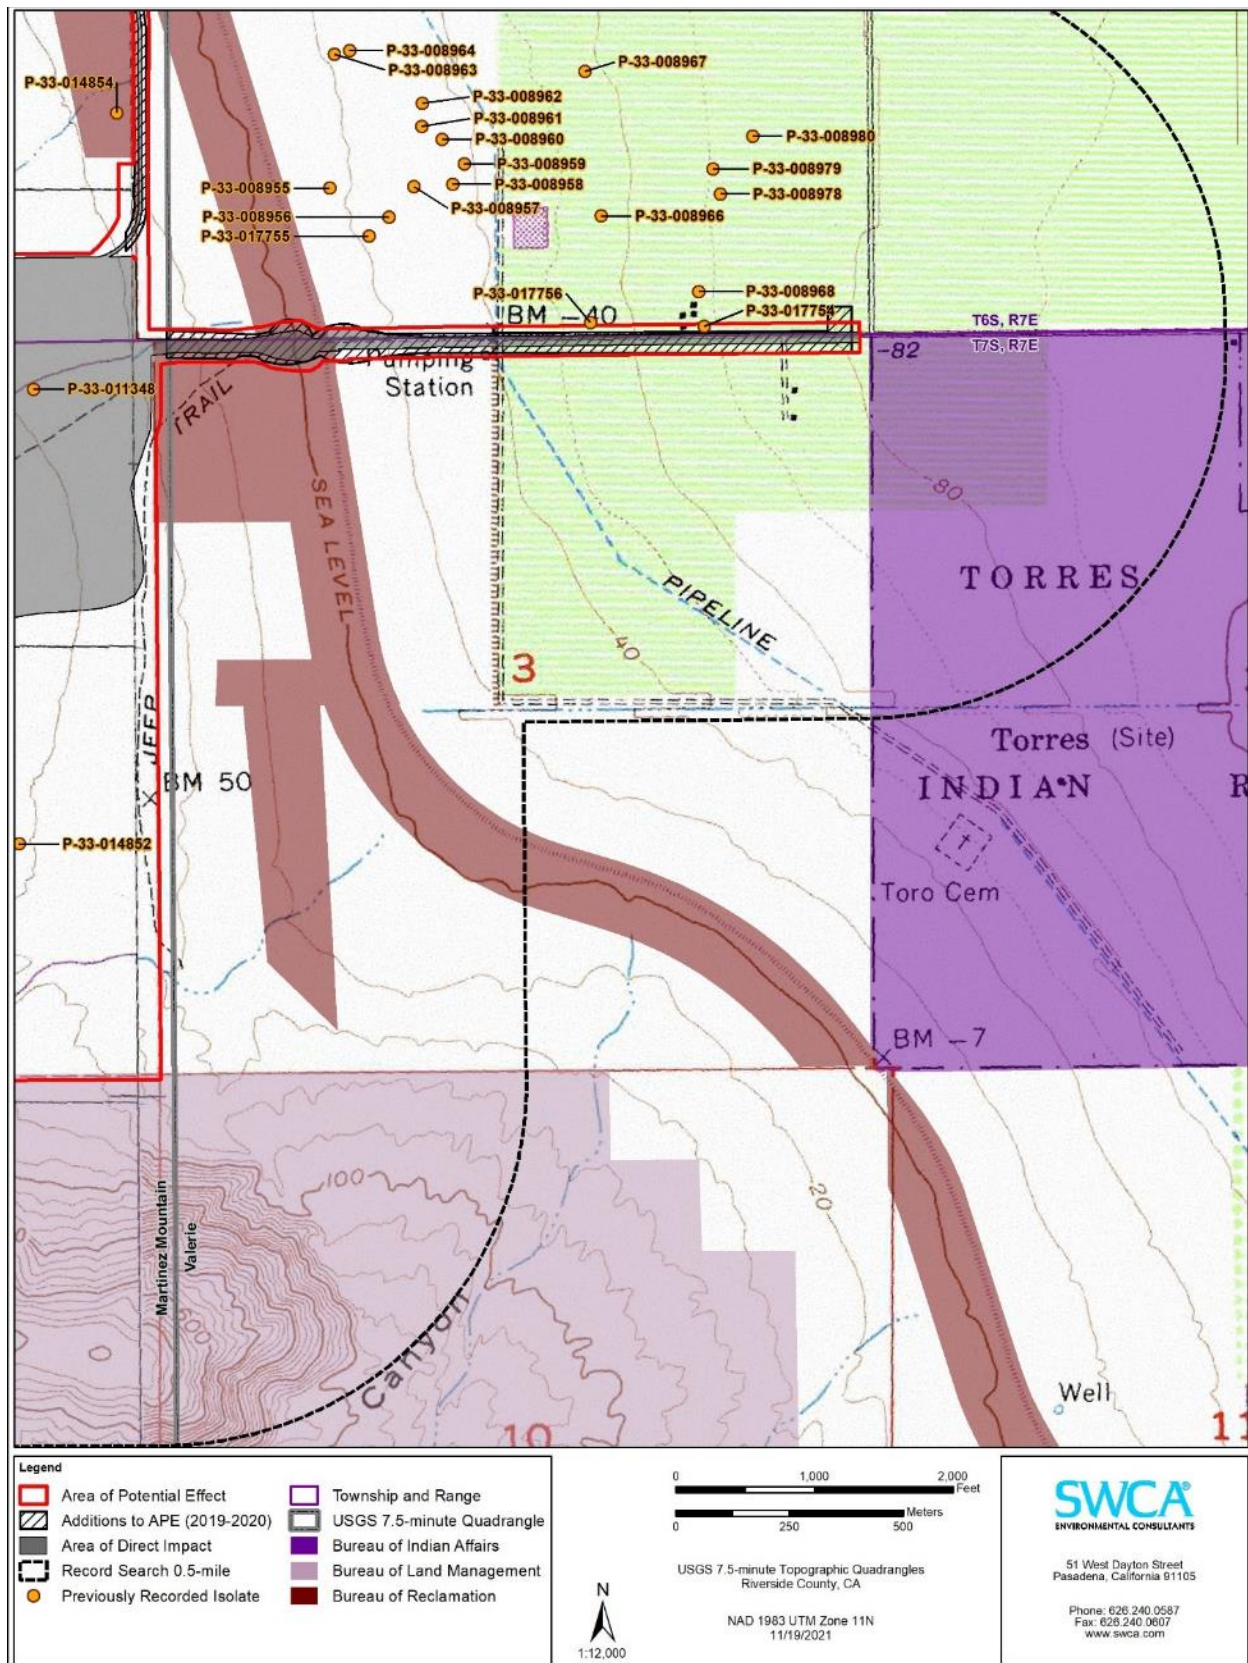 P-33-008964
P-33-008963
P-33-008967
P-33-014854
P-33-008962
P-33-008961
P-33-008960
P-33-008980
P-33-008959
P-33-008979
P-33-008955
P-33-008958
P-33-008978
P-33-008957
P-33-008956
P-33-008966
P-33-017755
P-33-017756
P-33-008968
BM -40
P-33-017754
T6S, R7E
-82
T7S, R7E
Pumping
Station
P-33-011348
TRAIL
SEA LEVEL
-80
TORRES
PIPELINE
40
3
JEEP
Torres (Site)
BM 50
INDIAN
R
P-33-014852
Toro Cem
BM -7
100
20
Martinez Mountain
Valerie
200
Canyon
Well
10
11
Legend
Area of Potential Effect
Additions to APE (2019-2020)
Area of Direct Impact
Record Search 0.5-mile
Previously Recorded Isolate
Township and Range
USGS 7.5-minute Quadrangle
Bureau of Indian Affairs
Bureau of Land Management
Bureau of Reclamation
N
1:12,000
0 1,000 2,000
Feet
Meters
0 250 500
USGS 7.5-minute Topographic Quadrangles
Riverside County, CA
NAD 1983 UTM Zone 11N
11/19/2021
SWCA®
ENVIRONMENTAL CONSULTANTS
51 West Dayton Street
Pasadena, California 91105
Phone: 626.240.0587
Fax: 626.240.0607
www.swca.com